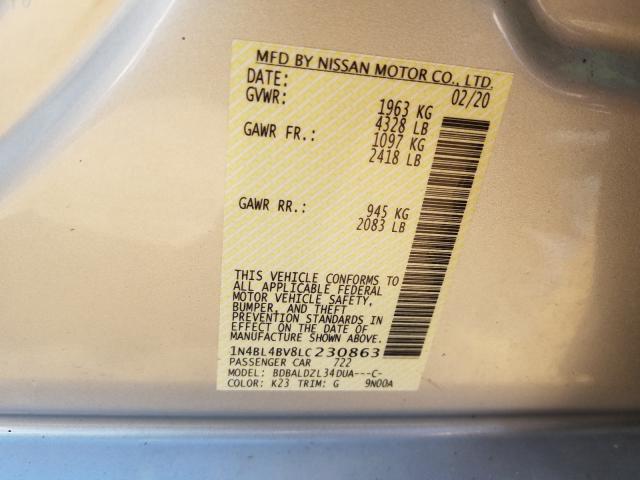 MFD BY NISSAN MOTOR CO., LTD.
DATE: 02/20
GVWR: 1963 KG
4328 LB
GAWR FR.: 1097 KG
2418 LB
GAWR RR.: 945 KG
2083 LB
THIS VEHICLE CONFORMS TO
ALL APPLICABLE FEDERAL
MOTOR VEHICLE SAFETY,
BUMPER, AND THEFT
PREVENTION STANDARDS IN
EFFECT ON THE DATE OF
MANUFACTURE SHOWN ABOVE.
1N4BL4BV8LC230863
PASSENGER CAR 722
MODEL: BDBALDZL34DUA---C-
COLOR: K23 TRIM: G 9N00A